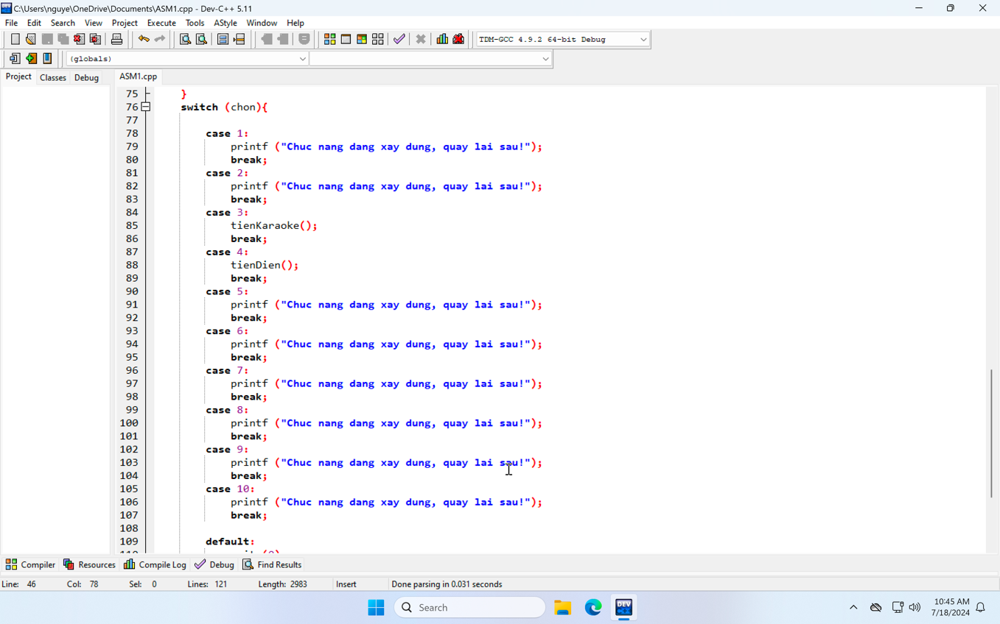 C:\Users\nguye\OneDrive\Documents\ASM1.cpp - Dev-C++ 5.11
File Edit Search View Project Execute Tools AStyle Window Help
TDM-GCC 4.9.2 64-bit Debug
(globals)
Project Classes Debug ASM1.cpp
75 }
76 switch (chon){
77
78 case 1:
79 printf ("Chuc nang dang xay dung, quay lai sau!");
80 break;
81 case 2:
82 printf ("Chuc nang dang xay dung, quay lai sau!");
83 break;
84 case 3:
85 tienKaraoke();
86 break;
87 case 4:
88 tienDien();
89 break;
90 case 5:
91 printf ("Chuc nang dang xay dung, quay lai sau!");
92 break;
93 case 6:
94 printf ("Chuc nang dang xay dung, quay lai sau!");
95 break;
96 case 7:
97 printf ("Chuc nang dang xay dung, quay lai sau!");
98 break;
99 case 8:
100 printf ("Chuc nang dang xay dung, quay lai sau!");
101 break;
102 case 9:
103 printf ("Chuc nang dang xay dung, quay lai sau!");
104 break;
105 case 10:
106 printf ("Chuc nang dang xay dung, quay lai sau!");
107 break;
108
109 default:
Compiler Resources Compile Log Debug Find Results
Line: 46 Col: 78 Sel: 0 Lines: 121 Length: 2983 Insert Done parsing in 0.031 seconds
Search DEV 10:45 AM
7/18/2024